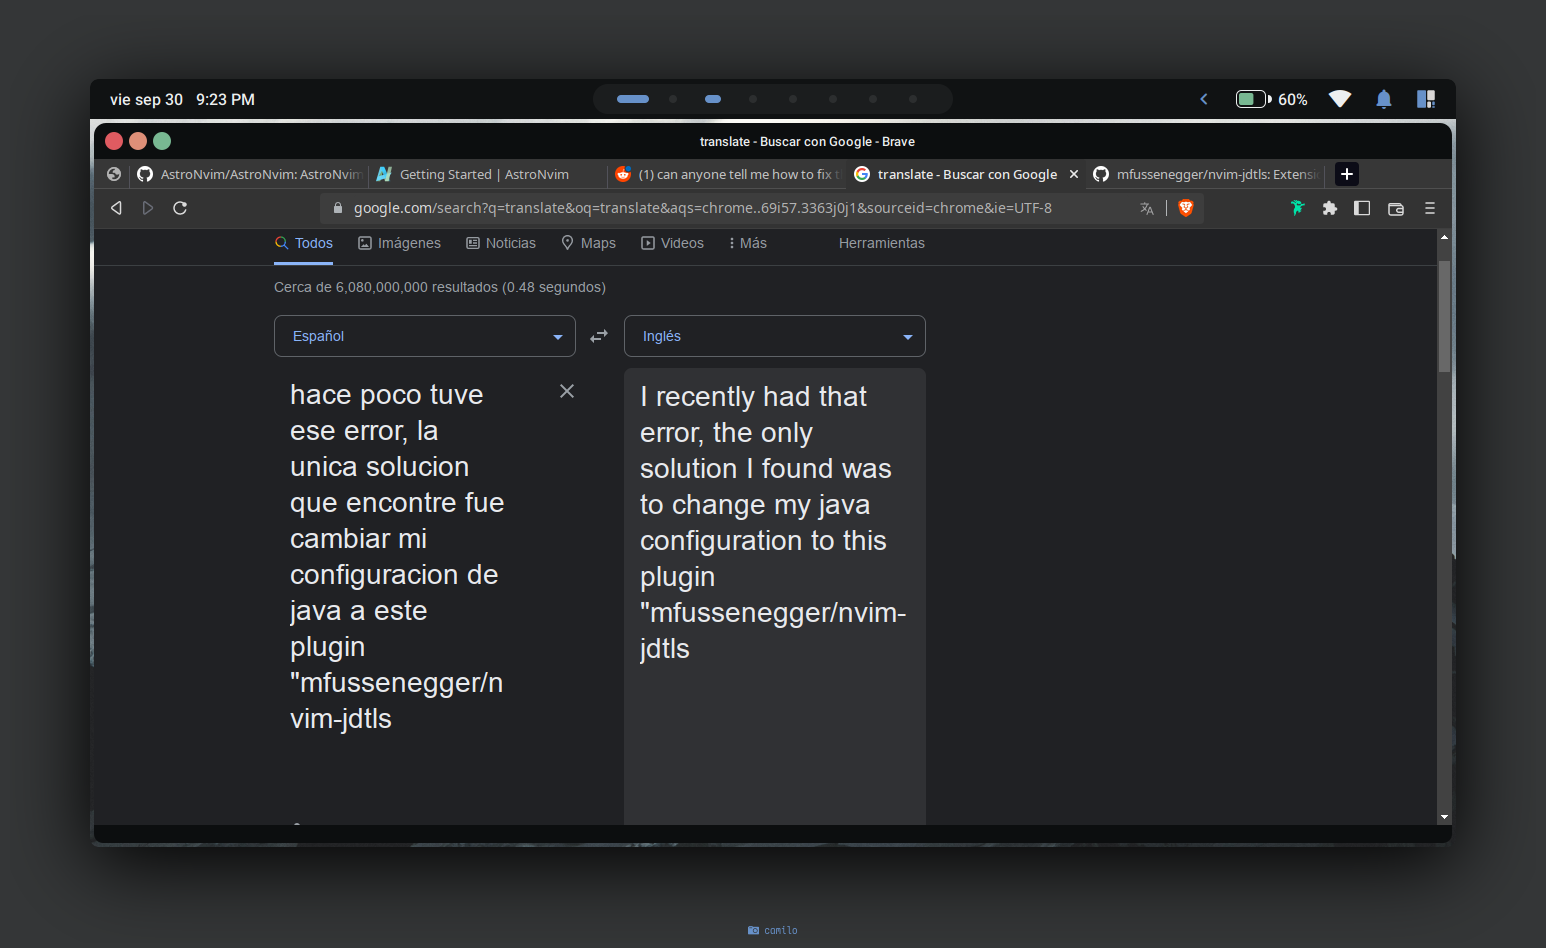 vie sep 30 9:23 PM
60%
translate - Buscar con Google - Brave
AstroNvim/AstroNvim: AstroNvim
Getting Started | AstroNvim
(1) can anyone tell me how to fix t
translate - Buscar con Google
mfussenegger/nvim-jdtls: Extensi
google.com/search?q=translate&oq=translate&aqs=chrome..69i57.3363j0j1&sourceid=chrome&ie=UTF-8
Todos
Imágenes
Noticias
Maps
Videos
Más
Herramientas
Cerca de 6,080,000,000 resultados (0.48 segundos)
Español
Inglés
hace poco tuve
ese error, la
unica solucion
que encontre fue
cambiar mi
configuracion de
java a este
plugin
"mfussenegger/n
vim-jdtls
I recently had that
error, the only
solution I found was
to change my java
configuration to this
plugin
"mfussenegger/nvim-
jdtls
comilo